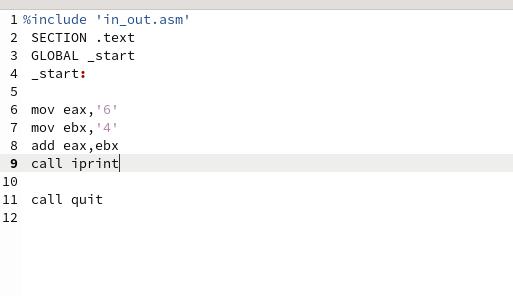 1 %include 'in_out.asm'
2 SECTION .text
3 GLOBAL _start
4 _start:
5
6 mov eax,'6'
7 mov ebx,'4'
8 add eax,ebx
9 call iprint
10
11 call quit
12